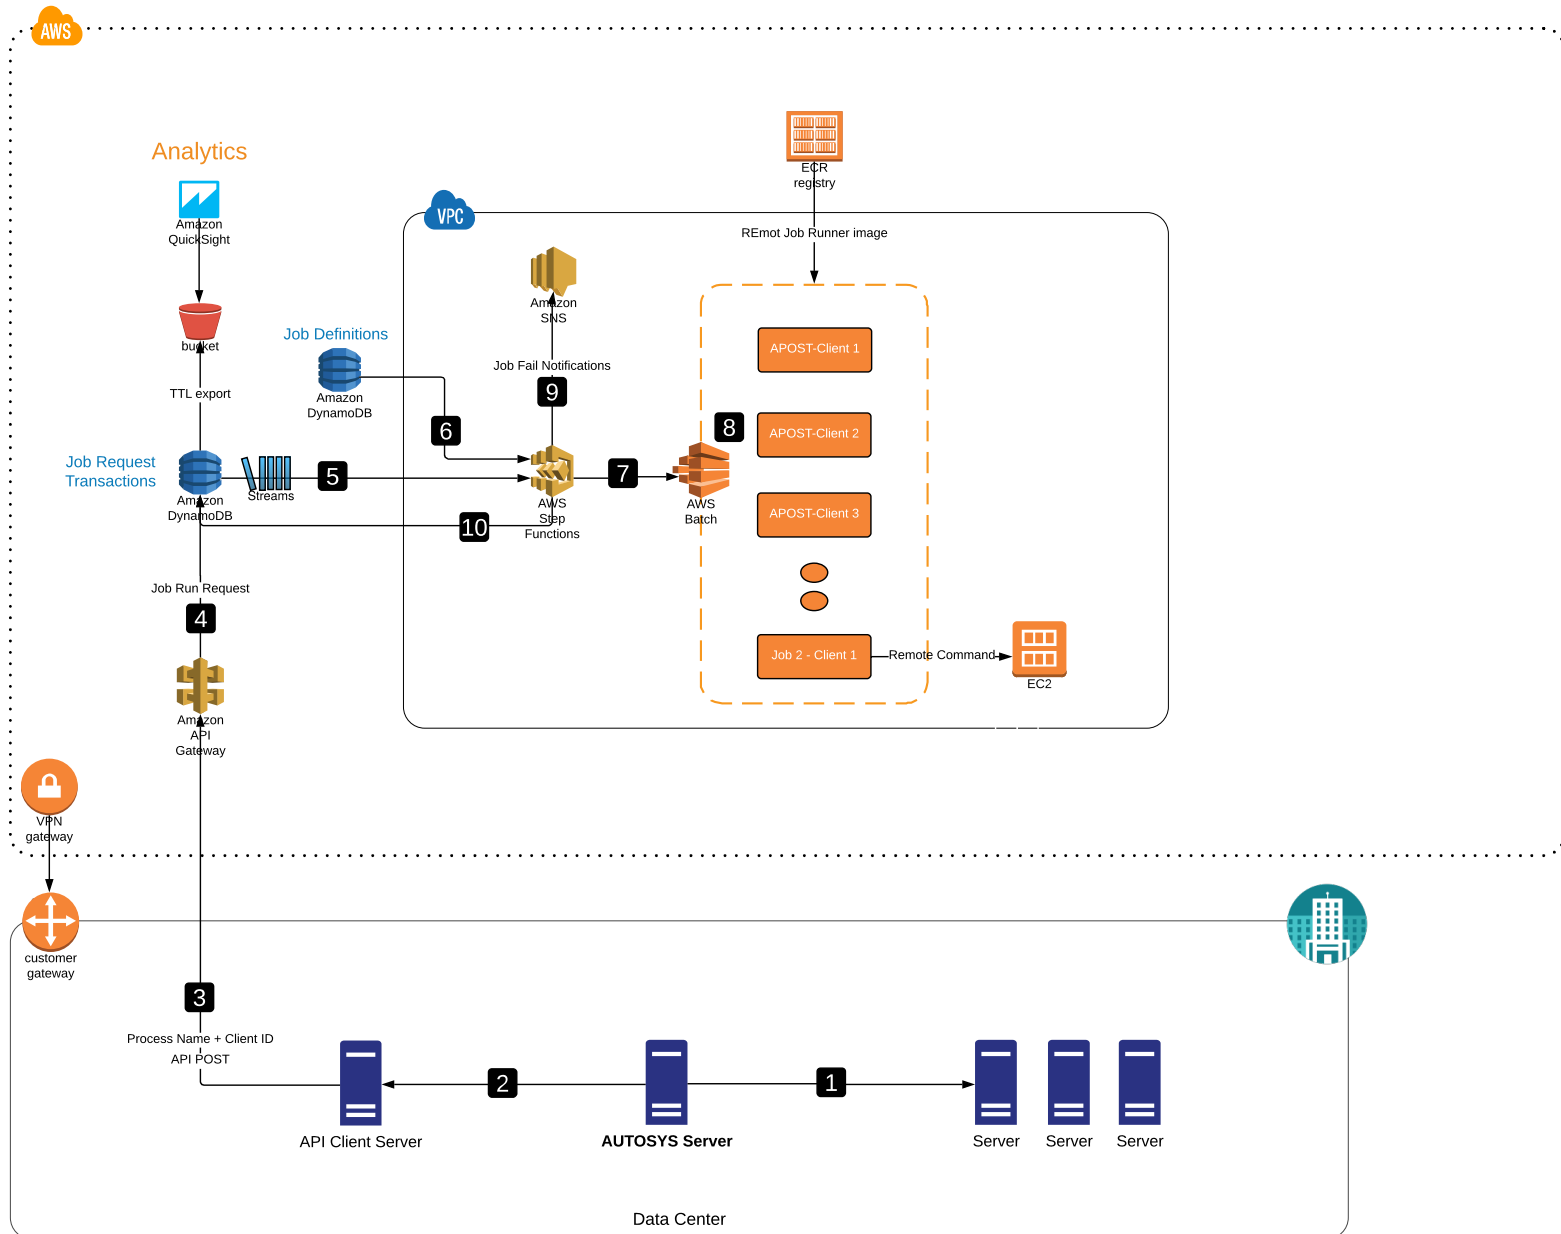 AWS
Analytics
Amazon
QuickSight
bucket
TTL export
Job Request
Transactions
Amazon
DynamoDB
Streams
5
Job Definitions
Amazon
DynamoDB
6
VPC
ECR
registry
REmot Job Runner image
Amazon
SNS
Job Fail Notifications
9
AWS
Step
Functions
7
10
AWS
Batch
8
APOST-Client 1
APOST-Client 2
APOST-Client 3
Job 2 - Client 1
Remote Command
EC2
Job Run Request
4
Amazon
API
Gateway
VPN
gateway
customer
gateway
3
Process Name + Client ID
API POST
API Client Server
2
AUTOSYS Server
1
Server
Server
Server
Data Center